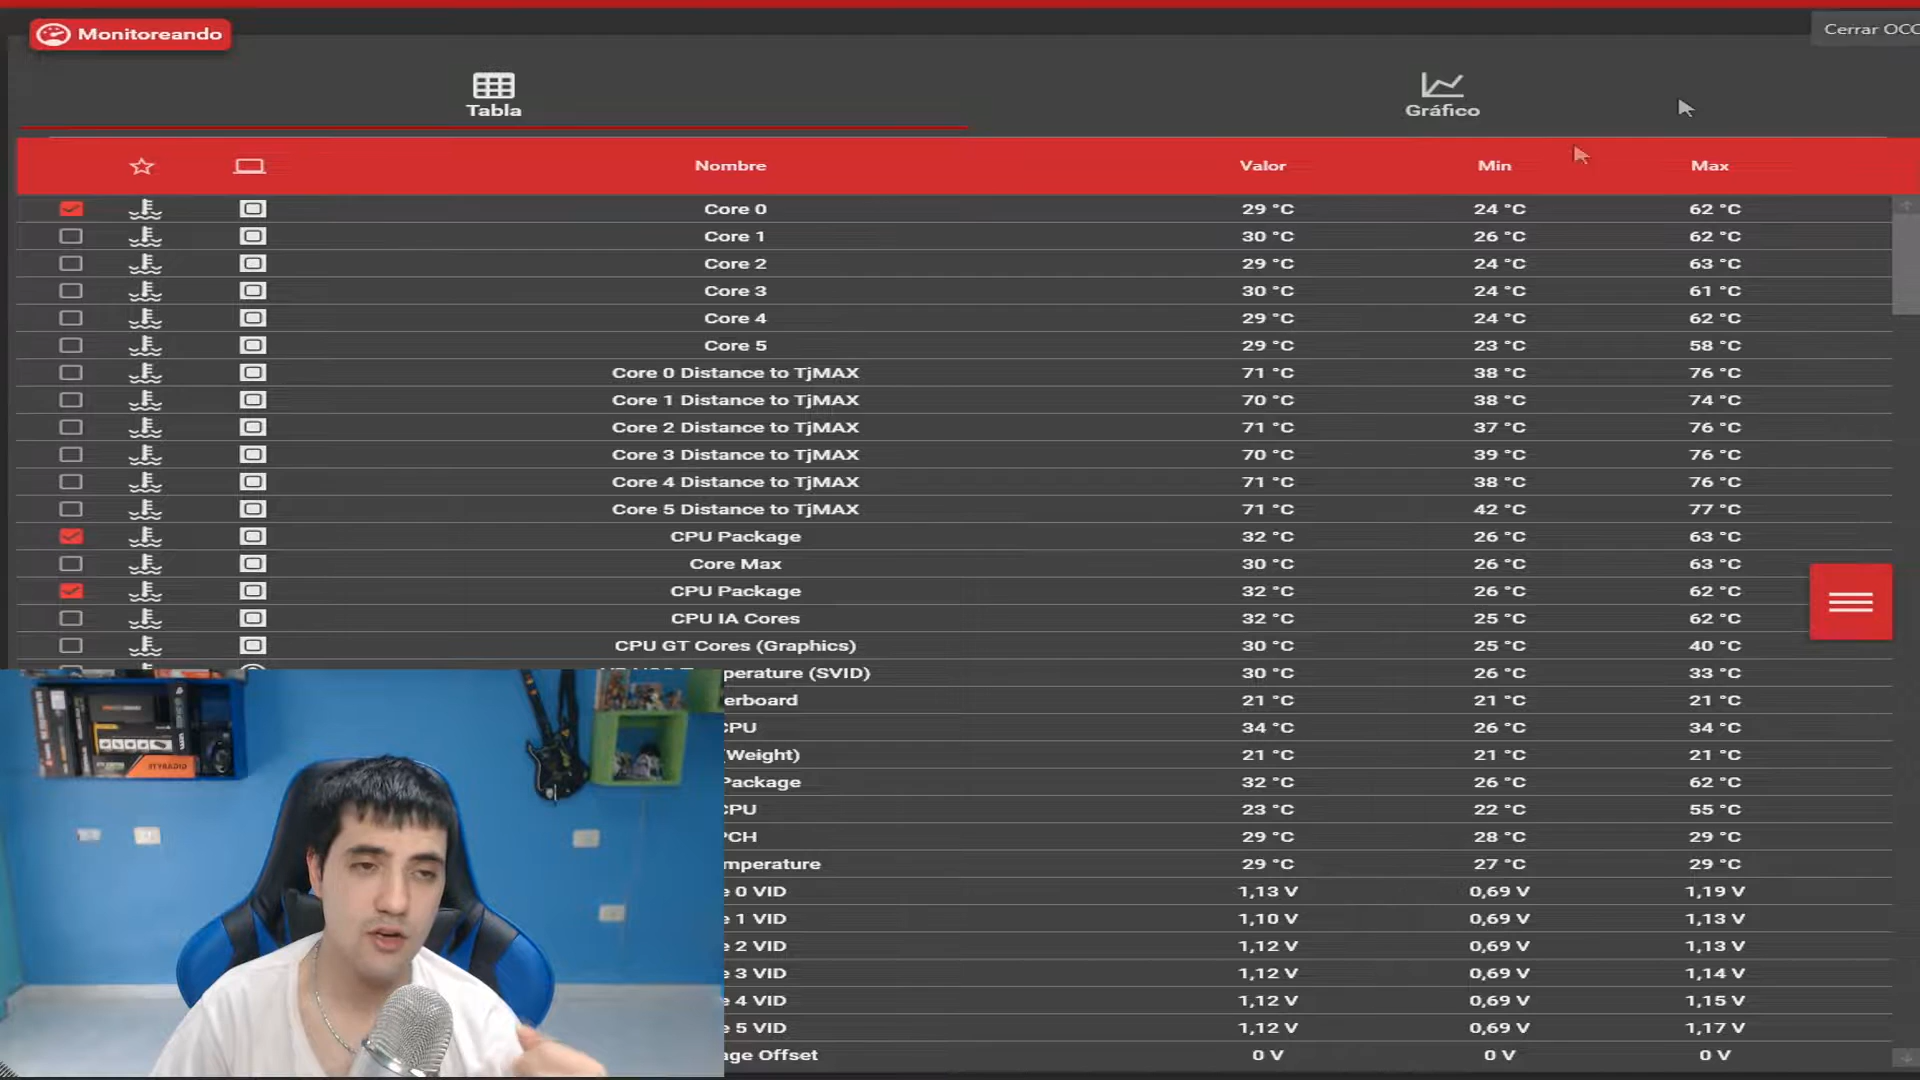 Monitoreando
Cerrar OCC
Tabla
Gráfico
Nombre Valor Min Max
Core 0 29 °C 24 °C 62 °C
Core 1 30 °C 26 °C 62 °C
Core 2 29 °C 24 °C 63 °C
Core 3 30 °C 24 °C 61 °C
Core 4 29 °C 24 °C 62 °C
Core 5 29 °C 23 °C 58 °C
Core 0 Distance to TjMAX 71 °C 38 °C 76 °C
Core 1 Distance to TjMAX 70 °C 38 °C 74 °C
Core 2 Distance to TjMAX 71 °C 37 °C 76 °C
Core 3 Distance to TjMAX 70 °C 39 °C 76 °C
Core 4 Distance to TjMAX 71 °C 38 °C 76 °C
Core 5 Distance to TjMAX 71 °C 42 °C 77 °C
CPU Package 32 °C 26 °C 63 °C
Core Max 30 °C 26 °C 63 °C
CPU Package 32 °C 26 °C 62 °C
CPU IA Cores 32 °C 25 °C 62 °C
CPU GT Cores (Graphics) 30 °C 25 °C 40 °C
perature (SVID) 30 °C 26 °C 33 °C
erboard 21 °C 21 °C 21 °C
CPU 34 °C 26 °C 34 °C
(Weight) 21 °C 21 °C 21 °C
Package 32 °C 26 °C 62 °C
CPU 23 °C 22 °C 55 °C
PCH 29 °C 28 °C 29 °C
mperature 29 °C 27 °C 29 °C
e 0 VID 1,13 V 0,69 V 1,19 V
e 1 VID 1,10 V 0,69 V 1,13 V
e 2 VID 1,12 V 0,69 V 1,13 V
e 3 VID 1,12 V 0,69 V 1,14 V
e 4 VID 1,12 V 0,69 V 1,15 V
e 5 VID 1,12 V 0,69 V 1,17 V
age Offset 0 V 0 V 0 V
GIGABYTE